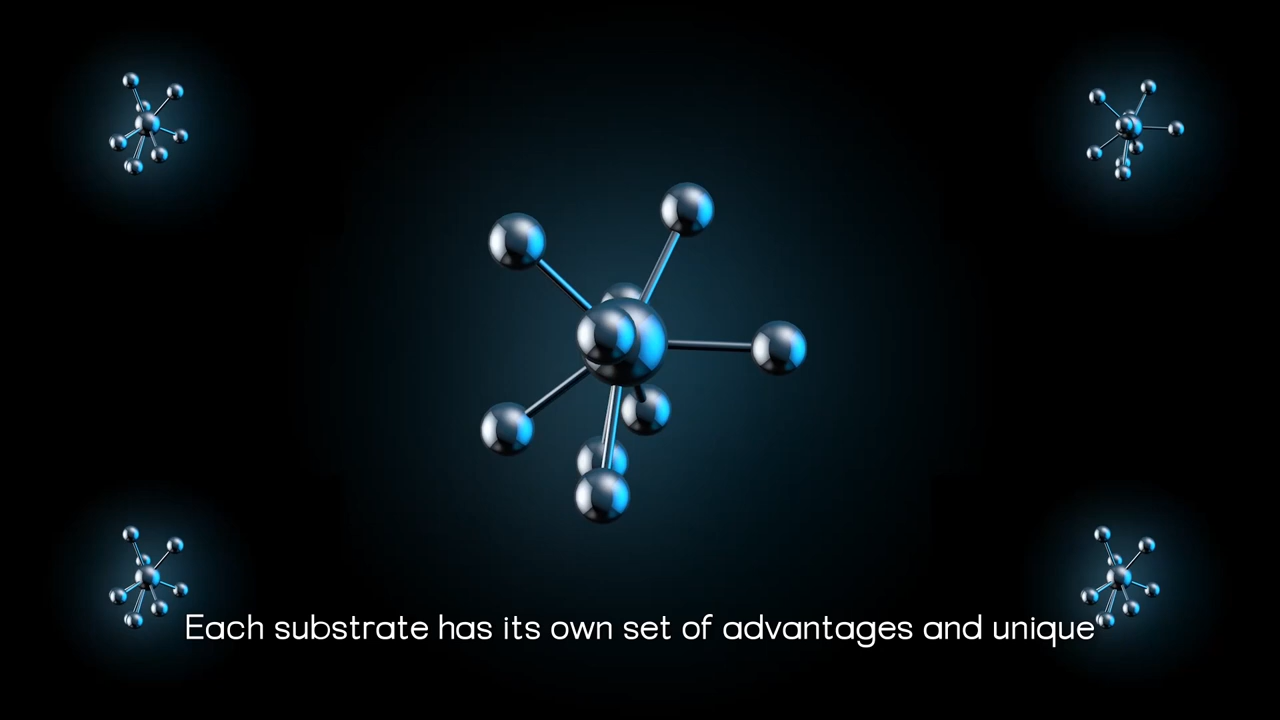 Each substrate has its own set of advantages and unique